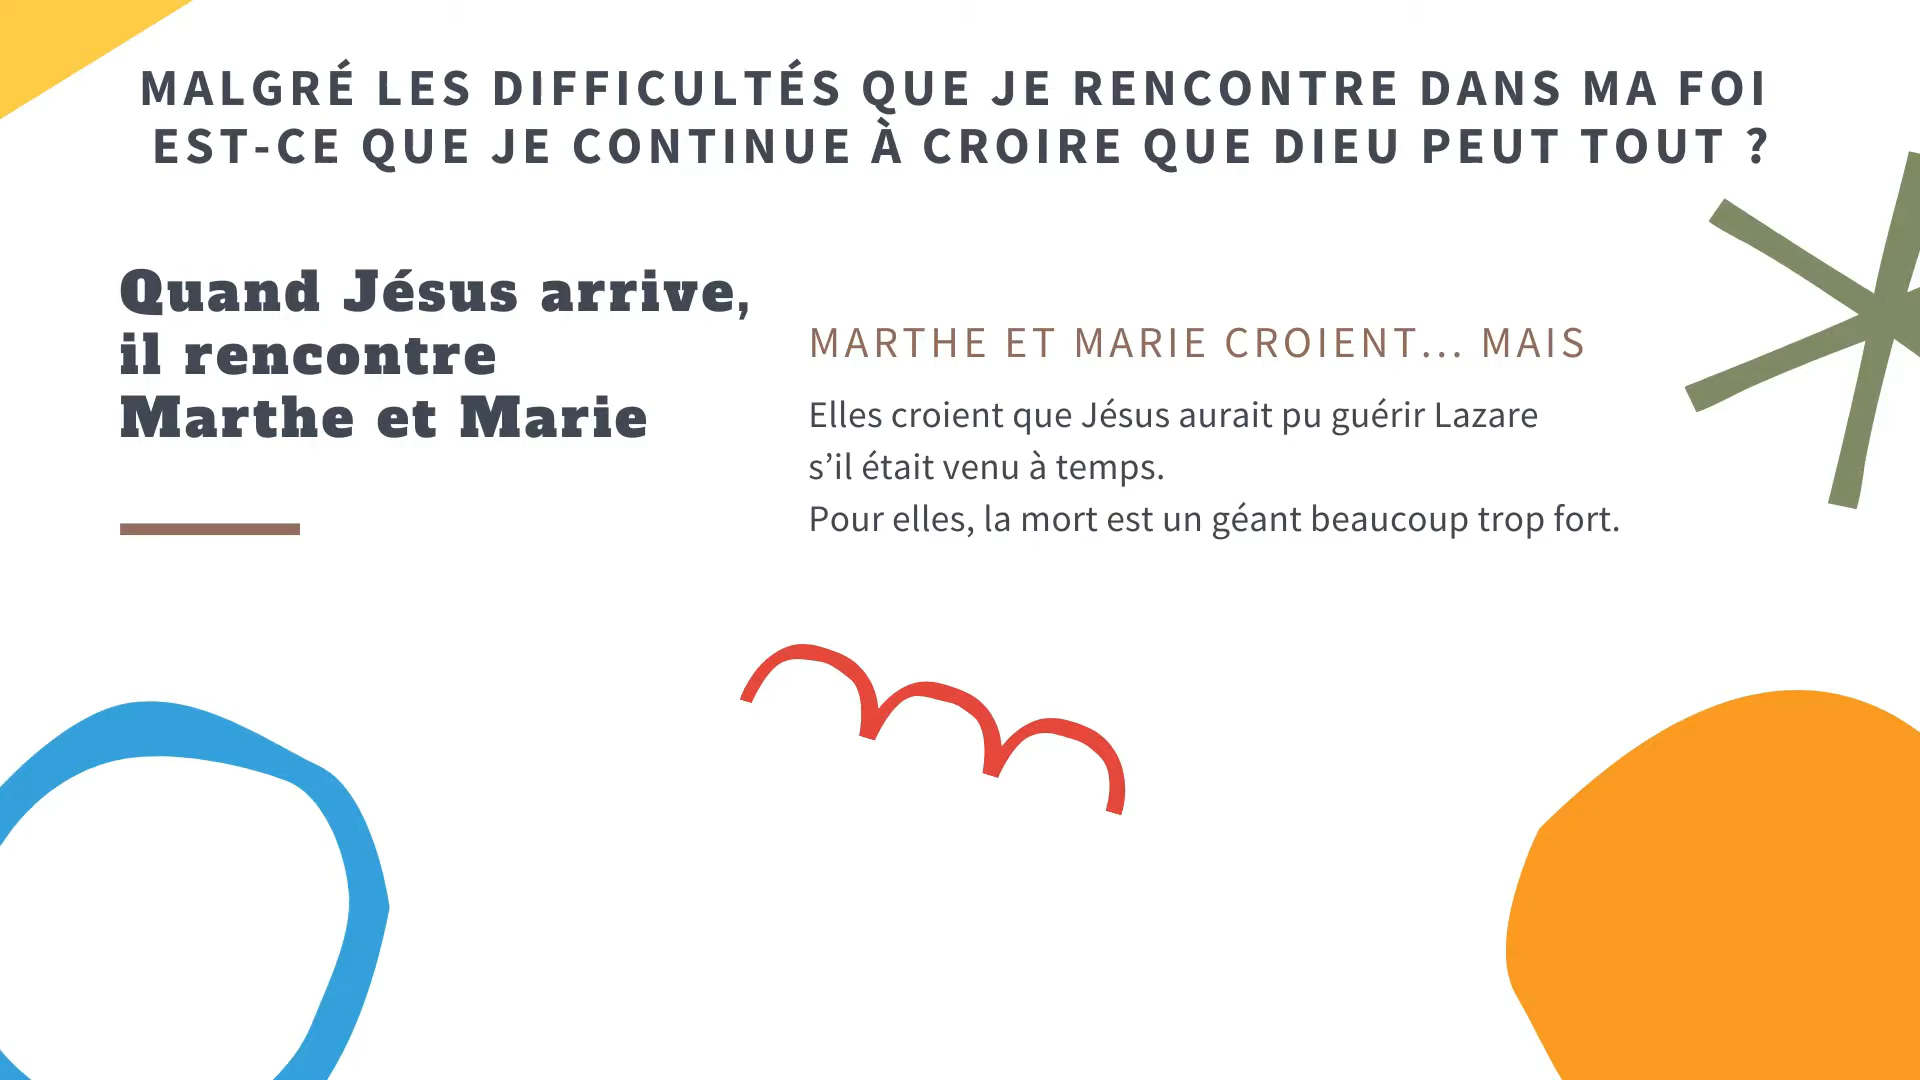 MALGRÉ LES DIFFICULTÉS QUE JE RENCONTRE DANS MA FOI
EST-CE QUE JE CONTINUE À CROIRE QUE DIEU PEUT TOUT ?
Quand Jésus arrive,
il rencontre
Marthe et Marie
MARTHE ET MARIE CROIENT... MAIS
Elles croient que Jésus aurait pu guérir Lazare
s’il était venu à temps.
Pour elles, la mort est un géant beaucoup trop fort.